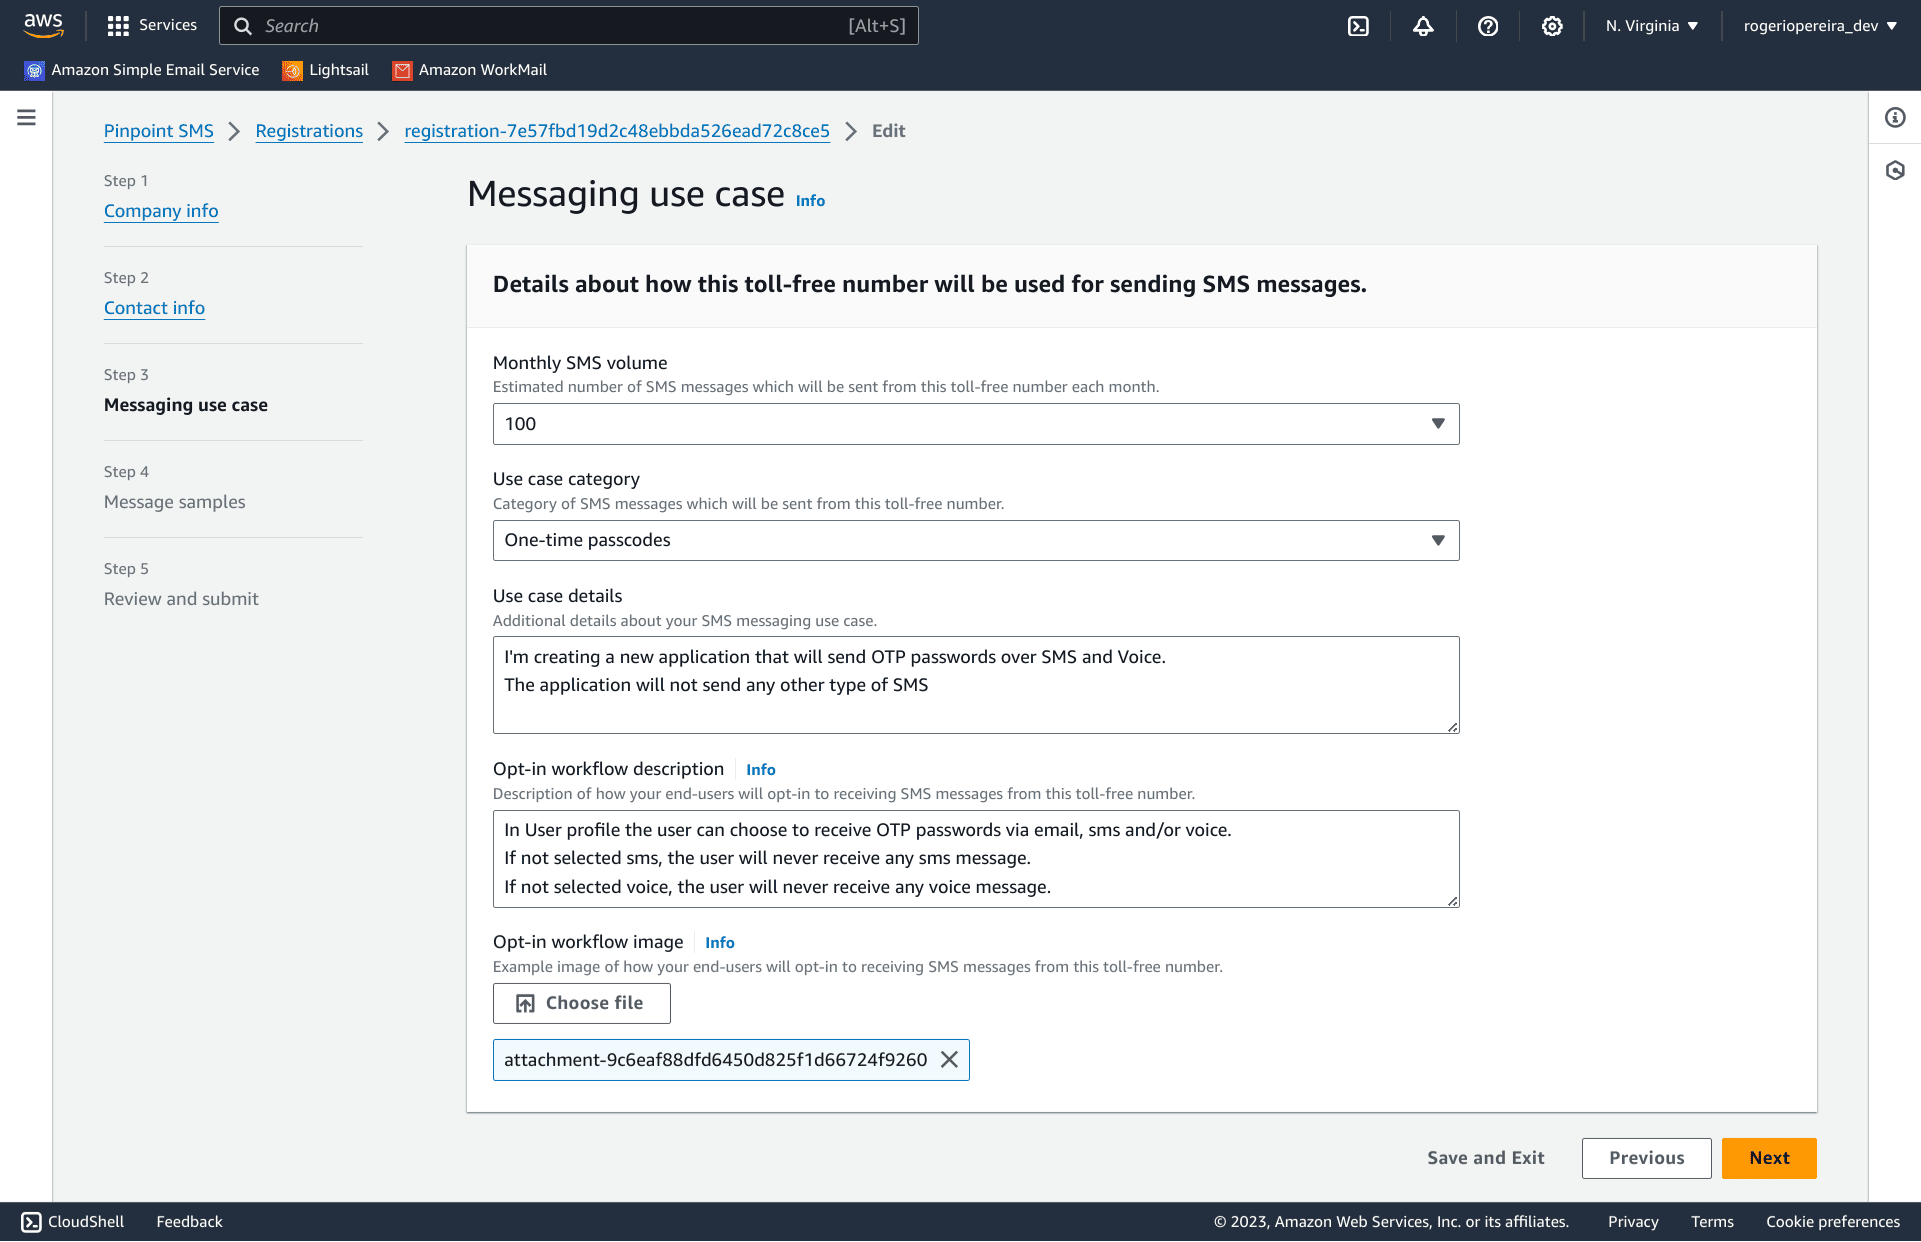 aws
Services
Search
[Alt+S]
N. Virginia
rogeriopereira_dev
Amazon Simple Email Service
Lightsail
Amazon WorkMail
Pinpoint SMS
Registrations
registration-7e57fbd19d2c48ebbda526ead72c8ce5
Edit
Step 1
Company info
Step 2
Contact info
Step 3
Messaging use case
Step 4
Message samples
Step 5
Review and submit
Messaging use case Info
Details about how this toll-free number will be used for sending SMS messages.
Monthly SMS volume
Estimated number of SMS messages which will be sent from this toll-free number each month.
100
Use case category
Category of SMS messages which will be sent from this toll-free number.
One-time passcodes
Use case details
Additional details about your SMS messaging use case.
I'm creating a new application that will send OTP passwords over SMS and Voice.
The application will not send any other type of SMS
Opt-in workflow description Info
Description of how your end-users will opt-in to receiving SMS messages from this toll-free number.
In User profile the user can choose to receive OTP passwords via email, sms and/or voice.
If not selected sms, the user will never receive any sms message.
If not selected voice, the user will never receive any voice message.
Opt-in workflow image Info
Example image of how your end-users will opt-in to receiving SMS messages from this toll-free number.
Choose file
attachment-9c6eaf88dfd6450d825f1d66724f9260
Save and Exit
Previous
Next
CloudShell
Feedback
© 2023, Amazon Web Services, Inc. or its affiliates.
Privacy
Terms
Cookie preferences